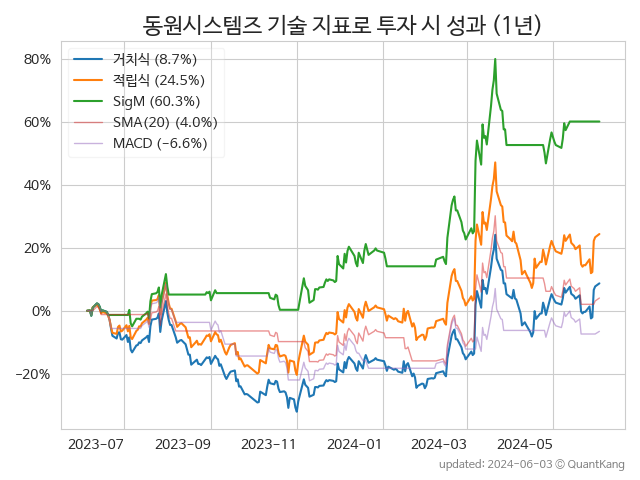 동원시스템즈 기술 지표로 투자 시 성과 (1년)
거치식 (8.7%)
적립식 (24.5%)
SigM (60.3%)
SMA(20) (4.0%)
MACD (−6.6%)
80%
60%
40%
20%
0%
−20%
2023-07
2023-09
2023-11
2024-01
2024-03
2024-05
updated: 2024-06-03 ⓒ QuantKang